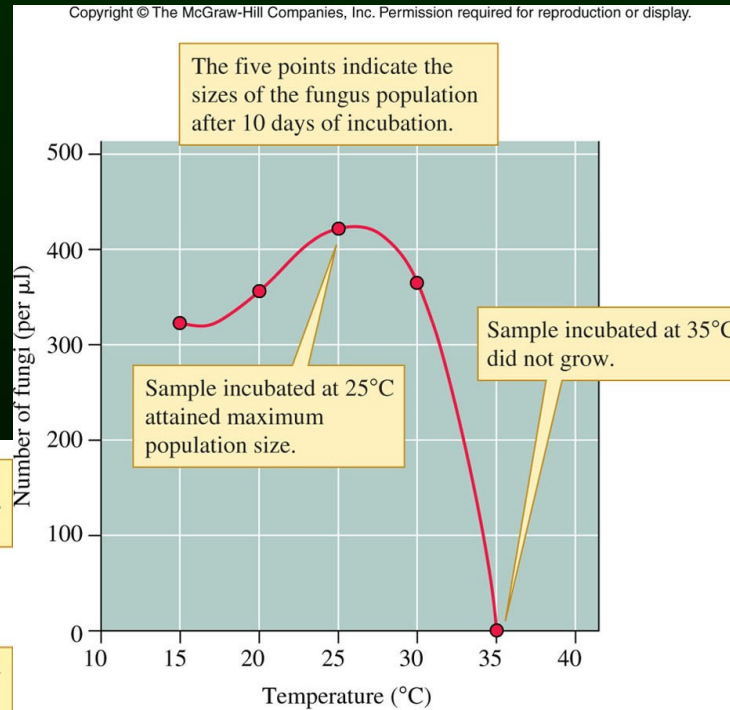 Copyright © The McGraw-Hill Companies, Inc. Permission required for reproduction or display.
The five points indicate the
sizes of the fungus population
after 10 days of incubation.
500
400
300
200
100
0
Number of fungi (per µl)
Sample incubated at 35°C
did not grow.
Sample incubated at 25°C
attained maximum
population size.
10 15 20 25 30 35 40
Temperature (°C)